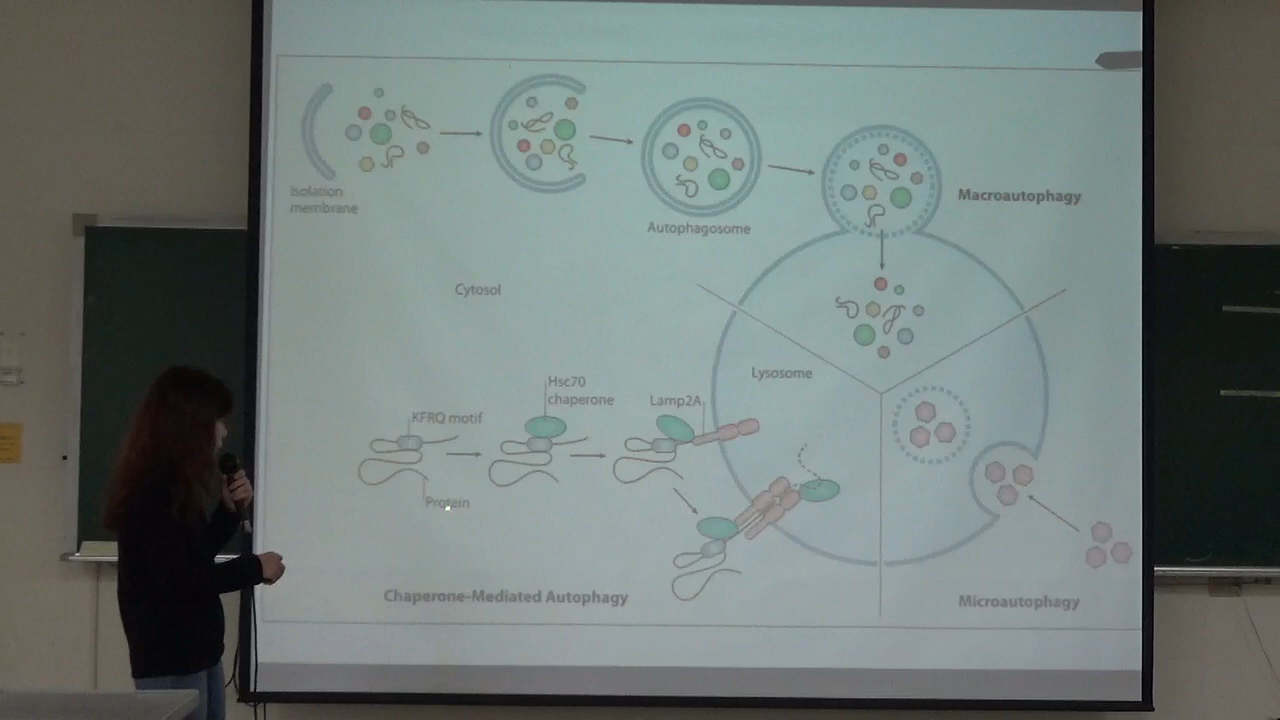 Isolation
membrane
Autophagosome
Macroautophagy
Cytosol
Lysosome
Hsc70
chaperone
Lamp2A
KFRQ motif
Protein
Chaperone-Mediated Autophagy
Microautophagy